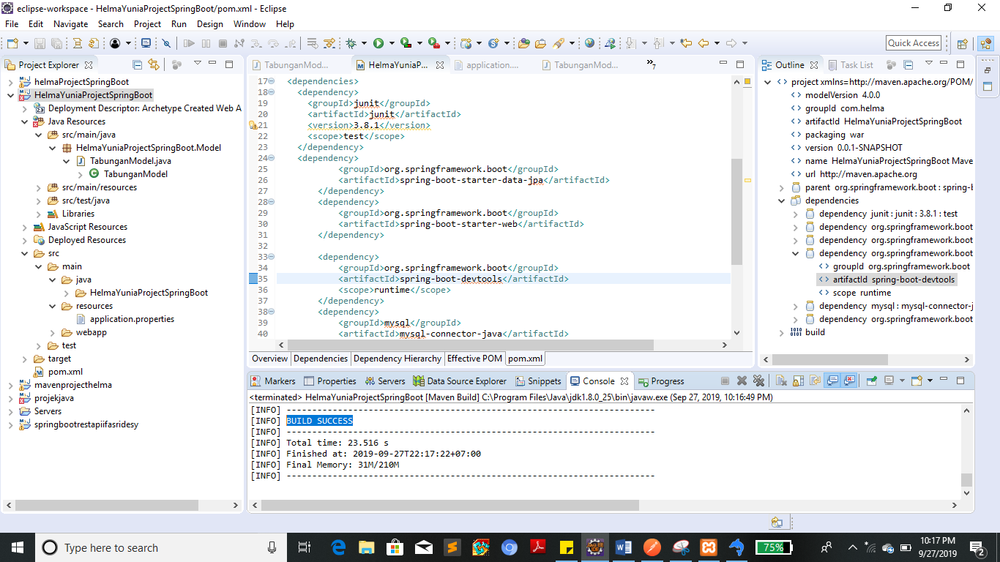 eclipse-workspace - HelmaYuniaProjectSpringBoot/pom.xml - Eclipse
File Edit Navigate Search Project Run Design Window Help
Quick Access
Project Explorer
helmaProjectSpringBoot
HelmaYuniaProjectSpringBoot
Deployment Descriptor: Archetype Created Web A
Java Resources
src/main/java
HelmaYuniaProjectSpringBoot.Model
TabunganModel.java
TabunganModel
src/main/resources
src/test/java
Libraries
JavaScript Resources
Deployed Resources
src
main
java
HelmaYuniaProjectSpringBoot
resources
application.properties
webapp
test
target
pom.xml
mavenprojecthelma
projekjava
Servers
springbootrestapiifasridesy
TabunganMod... HelmaYuniaP... application.... TabunganMod... »7
17 <dependencies>
18 <dependency>
19 <groupId>junit</groupId>
20 <artifactId>junit</artifactId>
21 <version>3.8.1</version>
22 <scope>test</scope>
23 </dependency>
24 <dependency>
25 <groupId>org.springframework.boot</groupId>
26 <artifactId>spring-boot-starter-data-jpa</artifactId>
27 </dependency>
28 <dependency>
29 <groupId>org.springframework.boot</groupId>
30 <artifactId>spring-boot-starter-web</artifactId>
31 </dependency>
32
33 <dependency>
34 <groupId>org.springframework.boot</groupId>
35 <artifactId>spring-boot-devtools</artifactId>
36 <scope>runtime</scope>
37 </dependency>
38 <dependency>
39 <groupId>mysql</groupId>
40 <artifactId>mysql-connector-java</artifactId>
Overview Dependencies Dependency Hierarchy Effective POM pom.xml
Outline Task List
project xmlns=http://maven.apache.org/POM/
modelVersion 4.0.0
groupId com.helma
artifactId HelmaYuniaProjectSpringBoot
packaging war
version 0.0.1-SNAPSHOT
name HelmaYuniaProjectSpringBoot Mave
url http://maven.apache.org
parent org.springframework.boot : spring-b
dependencies
dependency junit : junit : 3.8.1 : test
dependency org.springframework.boot
dependency org.springframework.boot
dependency org.springframework.boot
groupId org.springframework.boot
artifactId spring-boot-devtools
scope runtime
dependency mysql : mysql-connector-j
dependency org.springframework.boot
build
Markers Properties Servers Data Source Explorer Snippets Console Progress
<terminated> HelmaYuniaProjectSpringBoot [Maven Build] C:\Program Files\Java\jdk1.8.0_25\bin\javaw.exe (Sep 27, 2019, 10:16:49 PM)
[INFO] ------------------------------------------------------------------------
[INFO] BUILD SUCCESS
[INFO] ------------------------------------------------------------------------
[INFO] Total time: 23.516 s
[INFO] Finished at: 2019-09-27T22:17:22+07:00
[INFO] Final Memory: 31M/210M
[INFO] ------------------------------------------------------------------------
Type here to search
75%
10:17 PM
9/27/2019
2